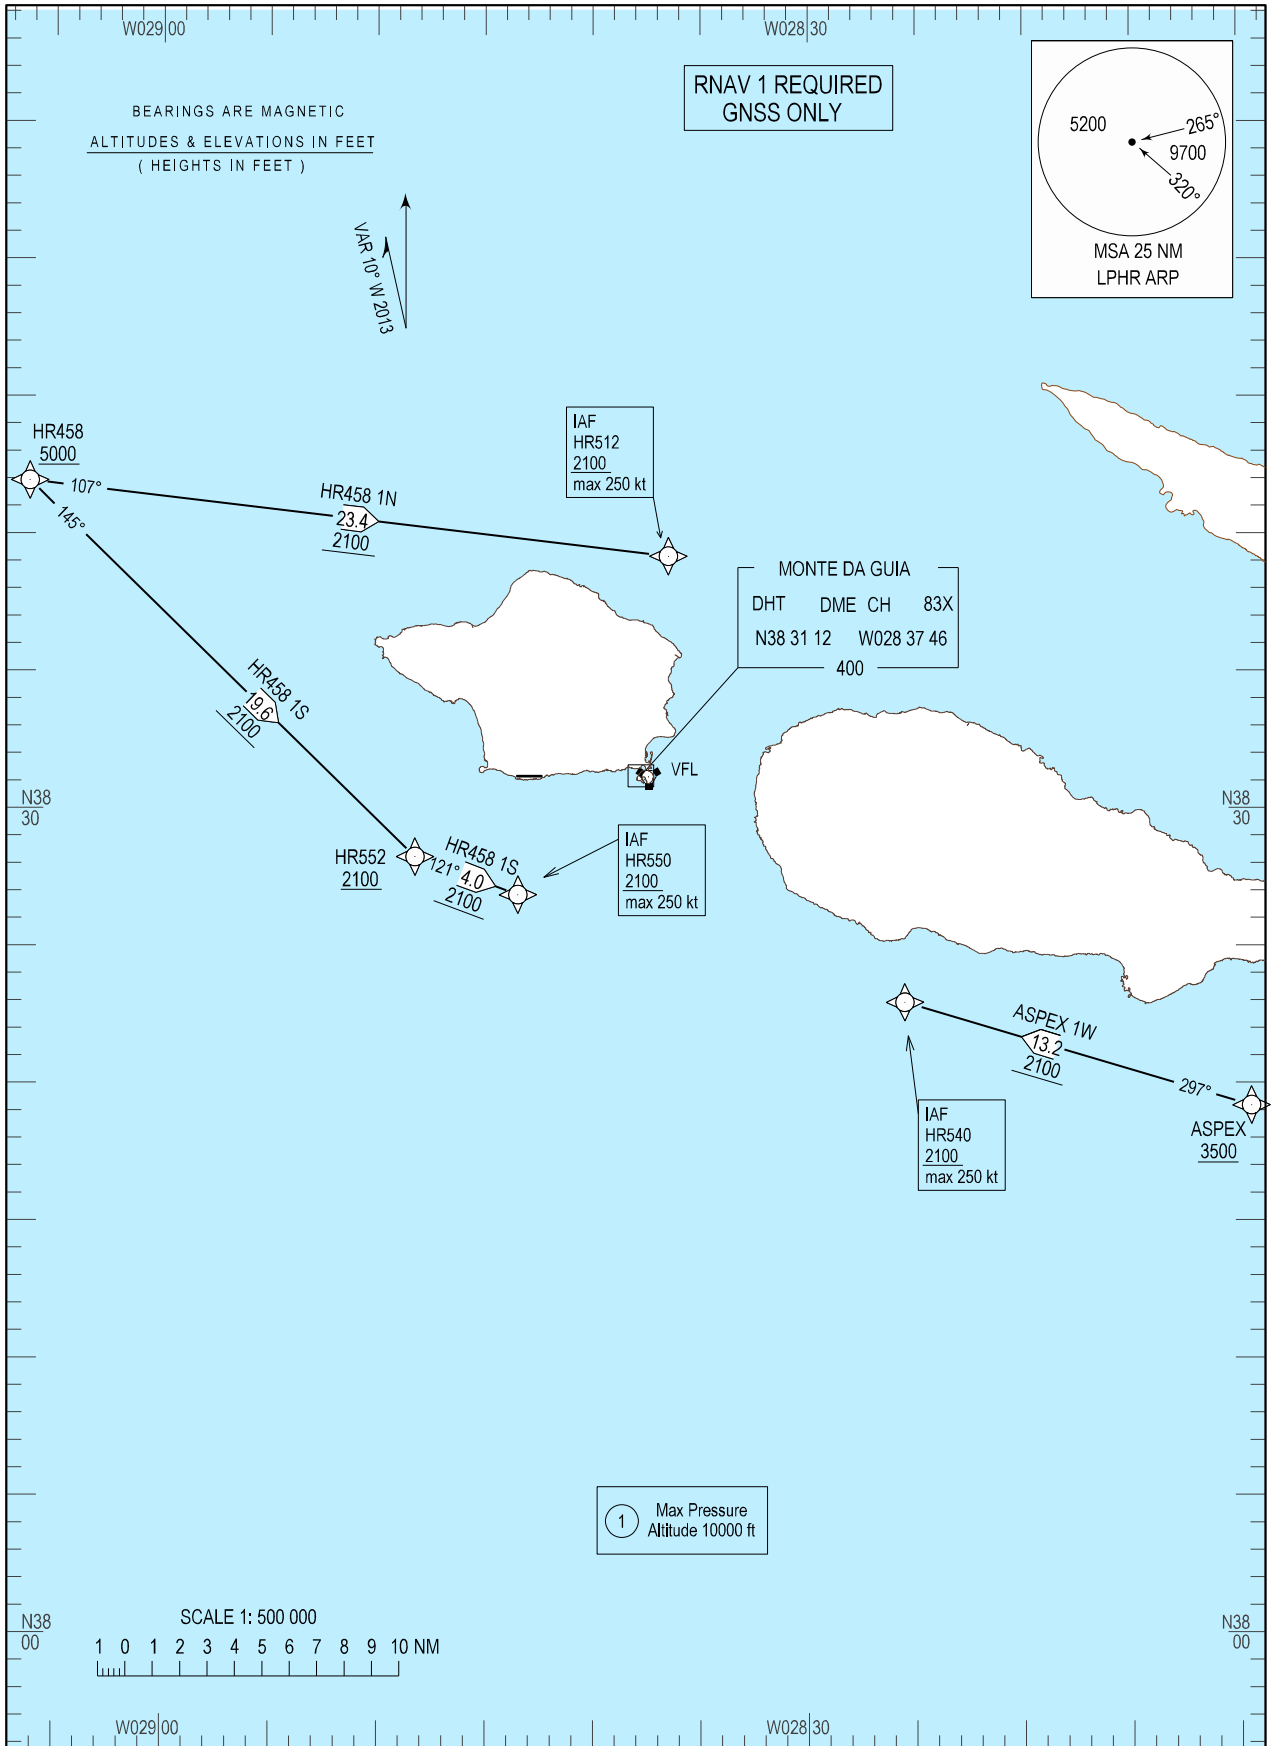 W029 00
W028 30
RNAV 1 REQUIRED
GNSS ONLY
BEARINGS ARE MAGNETIC
ALTITUDES & ELEVATIONS IN FEET
( HEIGHTS IN FEET )
5200
265°
9700
320°
MSA 25 NM
LPHR ARP
VAR 10° W 2013
HR458
5000
107°
145°
HR458 1N
23.4
2100
IAF
HR512
2100
max 250 kt
MONTE DA GUIA
DHT DME CH 83X
N38 31 12 W028 37 46
400
HR458 1S
19.6
2100
VFL
N38
30
N38
30
HR552
2100
121°
HR458 1S
4.0
2100
IAF
HR550
2100
max 250 kt
ASPEX 1W
13.2
2100
297°
ASPEX
3500
IAF
HR540
2100
max 250 kt
1 Max Pressure
Altitude 10000 ft
N38
00
N38
00
SCALE 1: 500 000
1 0 1 2 3 4 5 6 7 8 9 10 NM
W029 00
W028 30